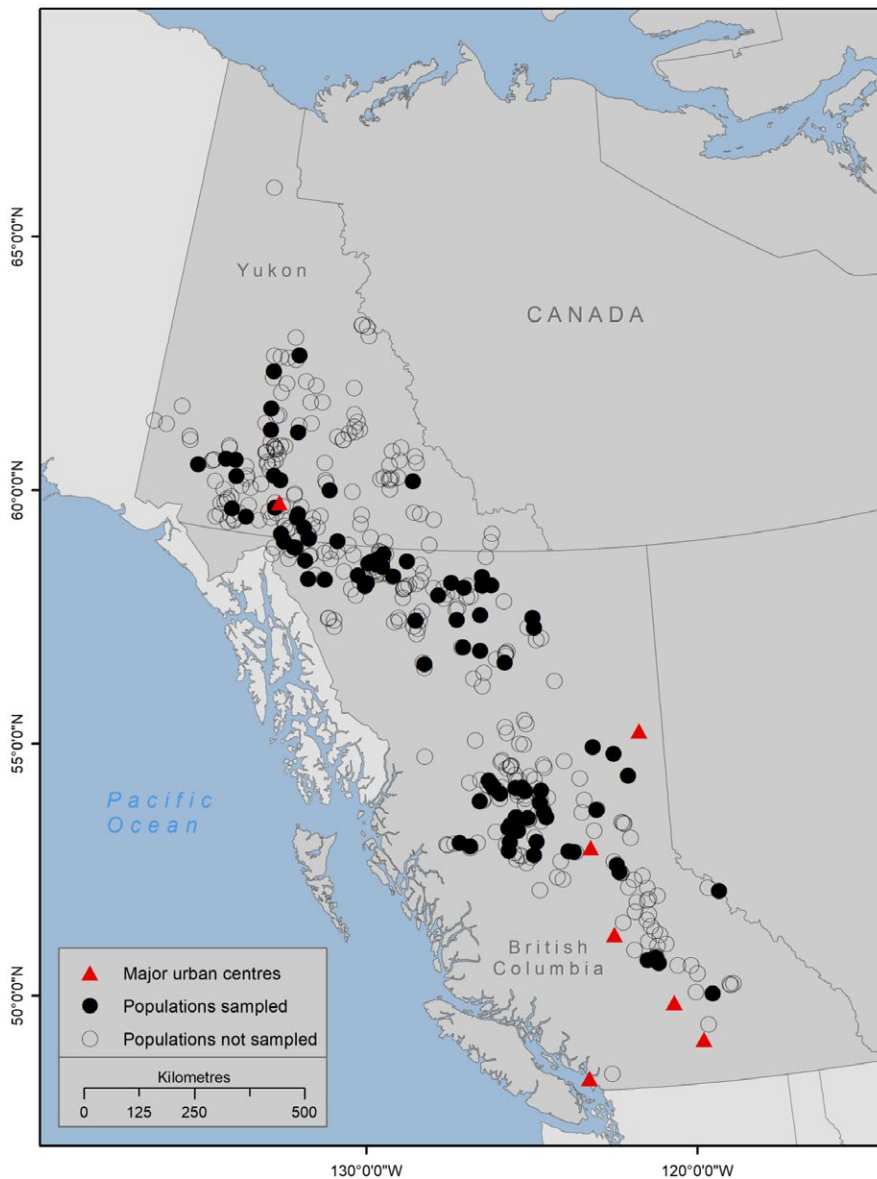 65°0'0"N
Yukon
CANADA
60°0'0"N
55°0'0"N
Pacific
Ocean
British
Columbia
50°0'0"N
Major urban centres
Populations sampled
Populations not sampled
Kilometres
0 125 250 500
130°0'0"W 120°0'0"W